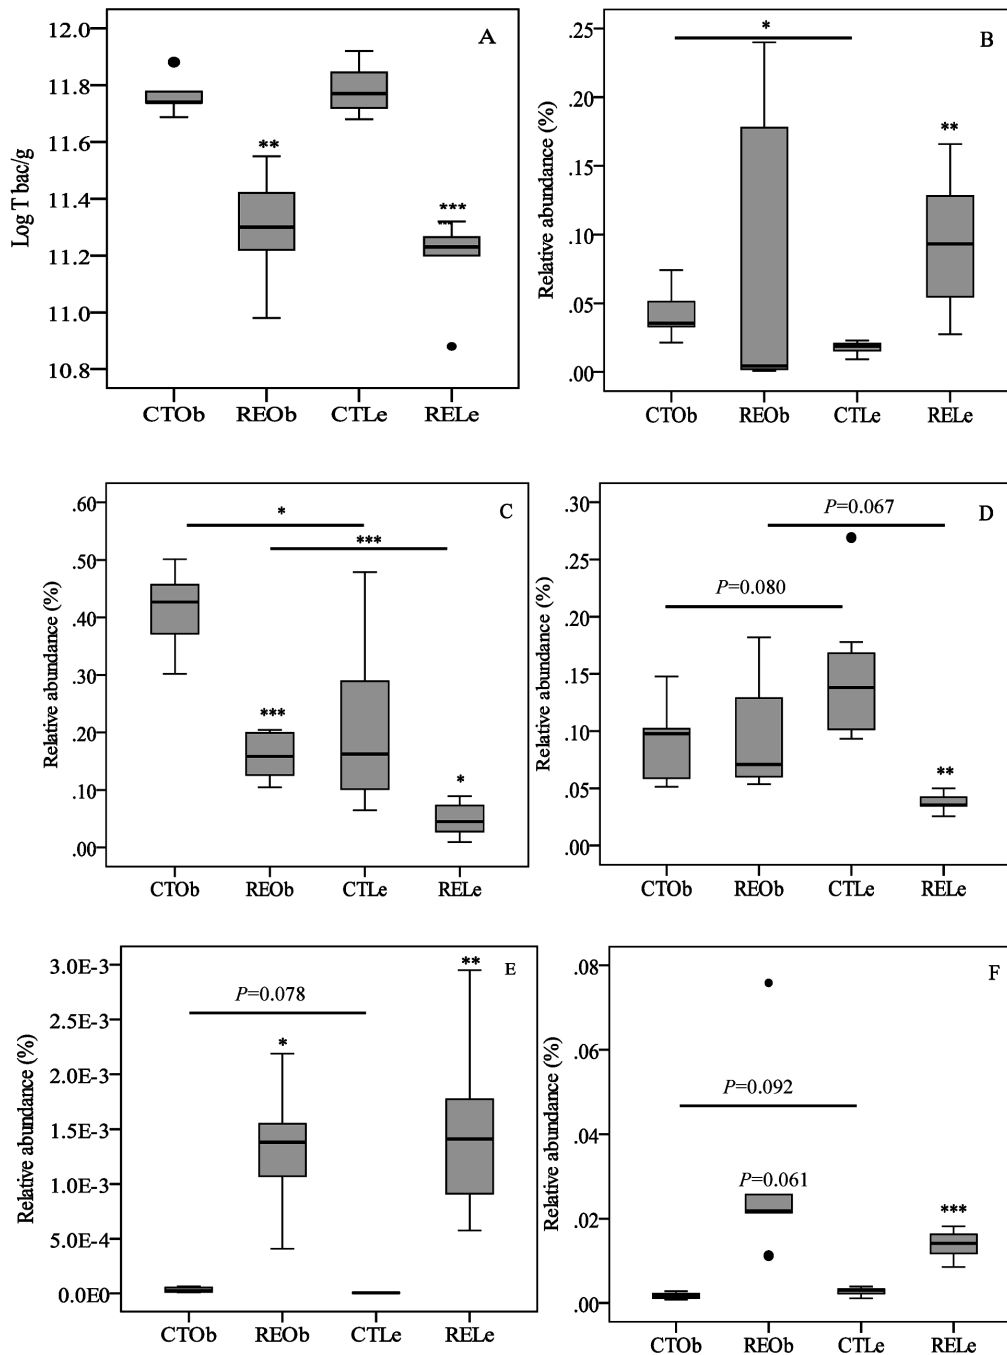 A
Log T bac/g
12.0
11.8
11.6
11.4
11.2
11.0
10.8
**
***
CTOb REOb CTLe RELe
B
Relative abundance (%)
.25
.20
.15
.10
.05
.00
*
**
CTOb REOb CTLe RELe
C
Relative abundance (%)
.60
.50
.40
.30
.20
.10
.00
*
***
***
*
CTOb REOb CTLe RELe
D
Relative abundance (%)
.30
.25
.20
.15
.10
.05
.00
P=0.067
P=0.080
**
CTOb REOb CTLe RELe
E
Relative abundance (%)
3.0E-3
2.5E-3
2.0E-3
1.5E-3
1.0E-3
5.0E-4
0.0E0
**
P=0.078
*
CTOb REOb CTLe RELe
F
Relative abundance (%)
.08
.06
.04
.02
.00
P=0.092
P=0.061
***
CTOb REOb CTLe RELe